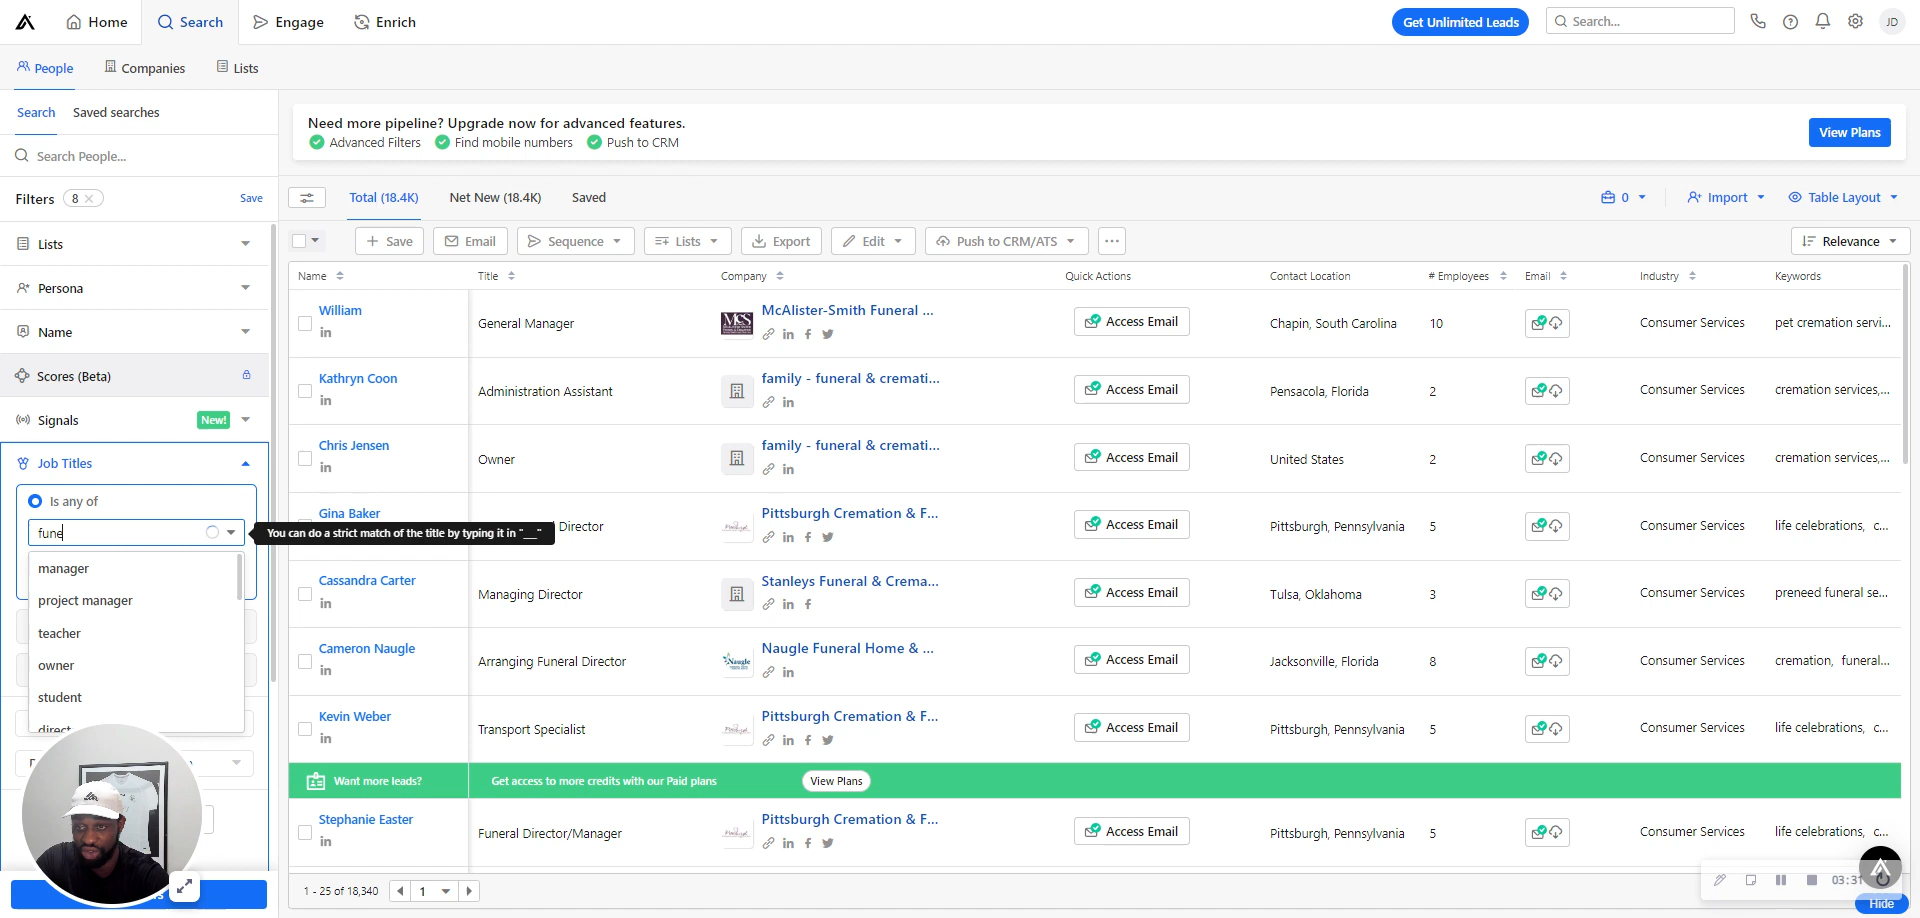 Home
Search
Engage
Enrich
Get Unlimited Leads
Search...
JD
People
Companies
Lists
Search
Saved searches
Search People...
Filters
8
Save
Lists
Persona
Name
Scores (Beta)
Signals
New!
Job Titles
Is any of
fune
You can do a strict match of the title by typing it in "___"
manager
project manager
teacher
owner
student
direct
Need more pipeline? Upgrade now for advanced features.
Advanced Filters
Find mobile numbers
Push to CRM
View Plans
Total (18.4K)
Net New (18.4K)
Saved
0
Import
Table Layout
Save
Email
Sequence
Lists
Export
Edit
Push to CRM/ATS
Relevance
Name
Title
Company
Quick Actions
Contact Location
# Employees
Email
Industry
Keywords
William
General Manager
McAlister-Smith Funeral ...
Access Email
Chapin, South Carolina
10
Consumer Services
pet cremation servi...
Kathryn Coon
Administration Assistant
family - funeral & cremati...
Access Email
Pensacola, Florida
2
Consumer Services
cremation services,...
Chris Jensen
Owner
family - funeral & cremati...
Access Email
United States
2
Consumer Services
cremation services,...
Gina Baker
Director
Pittsburgh Cremation & F...
Access Email
Pittsburgh, Pennsylvania
5
Consumer Services
life celebrations, c...
Cassandra Carter
Managing Director
Stanleys Funeral & Crema...
Access Email
Tulsa, Oklahoma
3
Consumer Services
preneed funeral se...
Cameron Naugle
Arranging Funeral Director
Naugle
Naugle Funeral Home & ...
Access Email
Jacksonville, Florida
8
Consumer Services
cremation, funeral...
Kevin Weber
Transport Specialist
Pittsburgh Cremation & F...
Access Email
Pittsburgh, Pennsylvania
5
Consumer Services
life celebrations, c...
Want more leads?
Get access to more credits with our Paid plans
View Plans
Stephanie Easter
Funeral Director/Manager
Pittsburgh Cremation & F...
Access Email
Pittsburgh, Pennsylvania
5
Consumer Services
life celebrations, c...
1 - 25 of 18,340
1
03:31
Hide